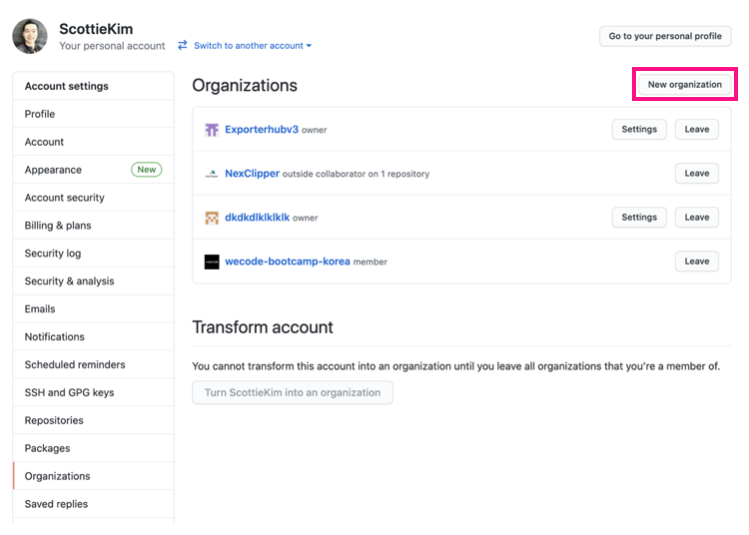 ScottieKim
Your personal account
Switch to another account
Go to your personal profile
Account settings
Profile
Account
Appearance New
Account security
Billing & plans
Security log
Security & analysis
Emails
Notifications
Scheduled reminders
SSH and GPG keys
Repositories
Packages
Organizations
Saved replies
Organizations
New organization
Exporterhubv3 owner Settings Leave
NexClipper outside collaborator on 1 repository Leave
dkdkdlklklklk owner Settings Leave
wecode-bootcamp-korea member Leave
Transform account
You cannot transform this account into an organization until you leave all organizations that you're a member of.
Turn ScottieKim into an organization